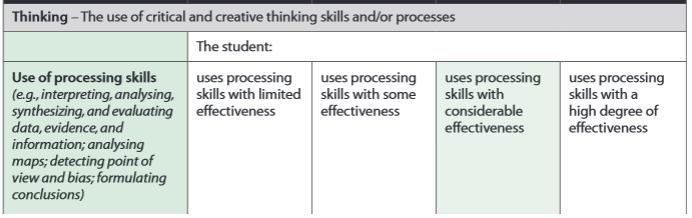 Thinking – The use of critical and creative thinking skills and/or processes
The student:
Use of processing skills
(e.g., interpreting, analysing,
synthesizing, and evaluating
data, evidence, and
information; analysing
maps; detecting point of
view and bias; formulating
conclusions)
uses processing
skills with limited
effectiveness
uses processing
skills with some
effectiveness
uses processing
skills with
considerable
effectiveness
uses processing
skills with a
high degree of
effectiveness